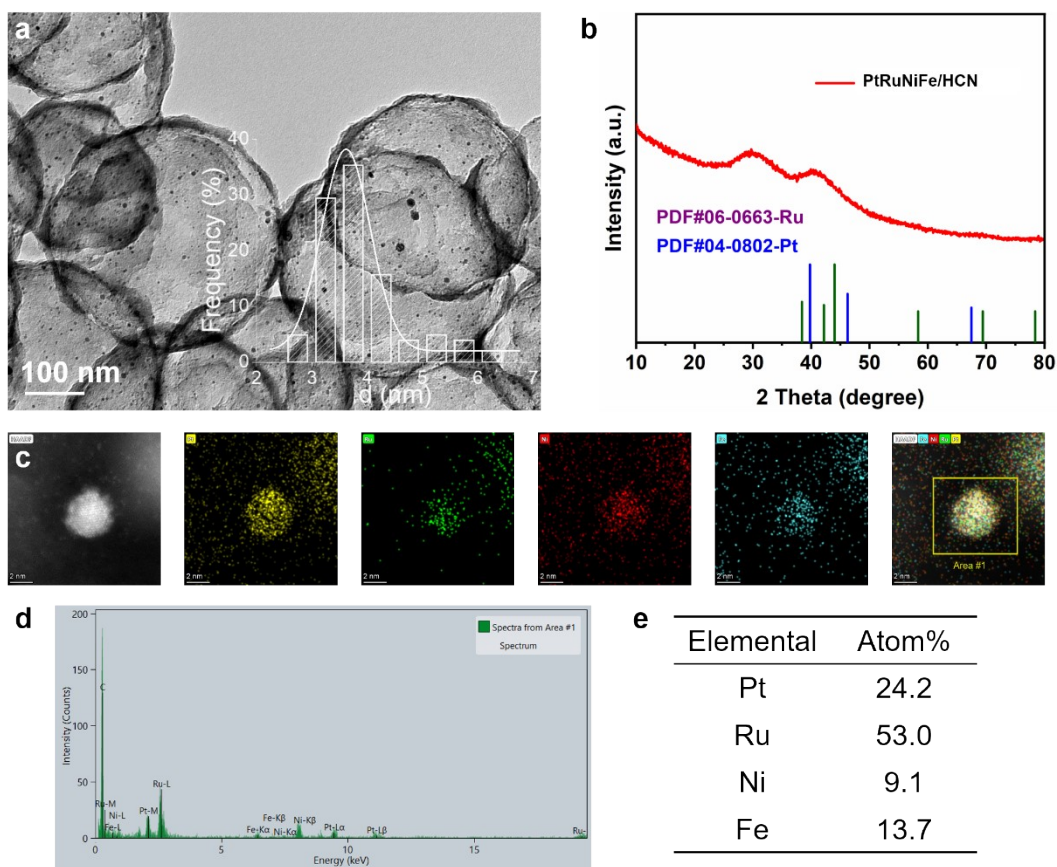 a
40
30
20
10
0
Frequency (%)
2 3 4 5 6 7
d (nm)
100 nm
b
PtRuNiFe/HCN
PDF#06-0663-Ru
PDF#04-0802-Pt
Intensity (a.u.)
10 20 30 40 50 60 70 80
2 Theta (degree)
c
HAADF
Ru
Ni
HAADF
Ni
Ru
2 nm
2 nm
2 nm
2 nm
2 nm
2 nm
Area #1
d
200
150
100
50
0
Intensity (Counts)
Spectra from Area #1
Spectrum
C
Ru-M
Ni-L
Fe-L
Pt-M
Ru-L
Fe-Kβ
Fe-Kα
Ni-Kα
Ni-Kβ
Pt-Lα
Pt-Lβ
Ru-
0 5 10 15
Energy (keV)
e
Elemental Atom%
Pt 24.2
Ru 53.0
Ni 9.1
Fe 13.7